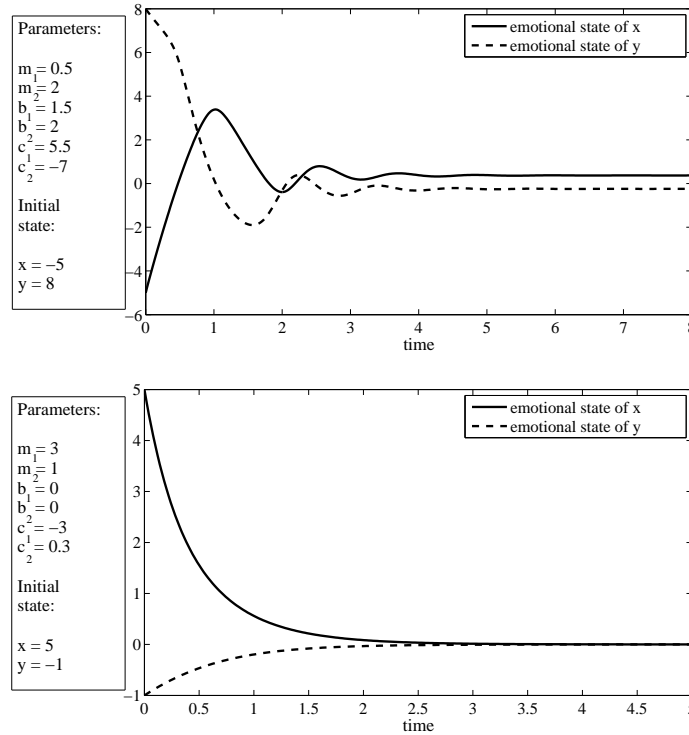 Parameters:
m1= 0.5
m2= 2
b1= 1.5
b2= 2
c1= 5.5
c2= −7
Initial
state:
x = −5
y = 8
8
6
4
2
0
−2
−4
−6
0
1
2
3
4
5
6
7
8
time
emotional state of x
emotional state of y
Parameters:
m1= 3
m2= 1
b1= 0
b2= 0
c1= −3
c2= 0.3
Initial
state:
x = 5
y = −1
5
4
3
2
1
0
−1
0
0.5
1
1.5
2
2.5
3
3.5
4
4.5
5
time
emotional state of x
emotional state of y